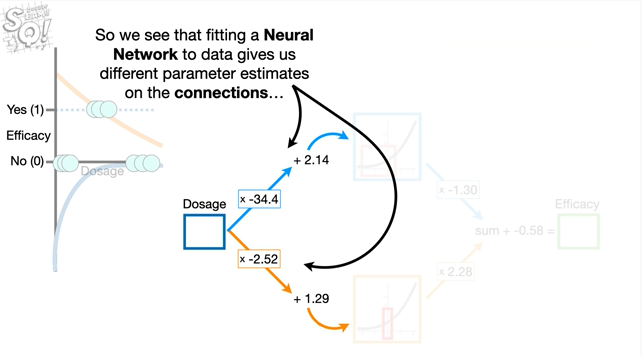 So we see that fitting a Neural
Network to data gives us
different parameter estimates
on the connections…
Yes (1)
Efficacy
No (0)
Dosage
+ 2.14
x -34.4
Dosage
x -2.52
+ 1.29
x -1.30
Efficacy
sum + -0.58 =
x 2.28
SQ!